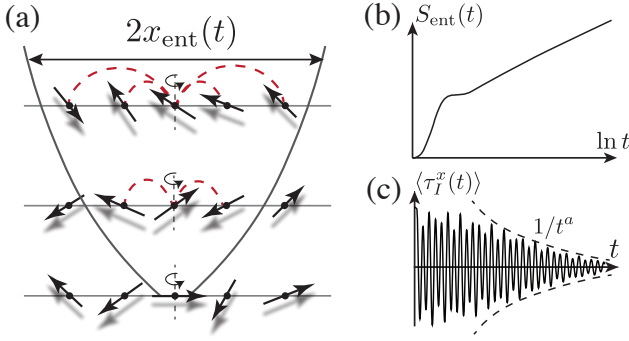 (a)
2x_ent(t)
(b)
S_ent(t)
ln t
(c)
⟨τ_I^x(t)⟩
1/t^a
t